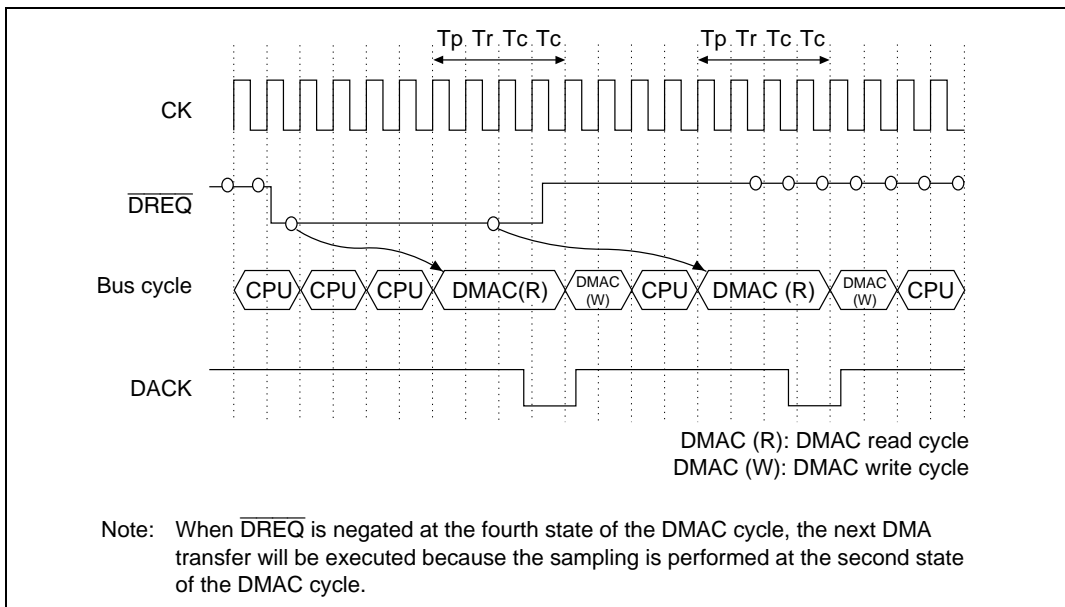 Tp Tr Tc Tc Tp Tr Tc Tc
CK
DREQ
Bus cycle CPU CPU CPU DMAC(R) DMAC (W) CPU DMAC (R) DMAC (W) CPU
DACK
DMAC (R): DMAC read cycle
DMAC (W): DMAC write cycle
Note: When DREQ is negated at the fourth state of the DMAC cycle, the next DMA
transfer will be executed because the sampling is performed at the second state
of the DMAC cycle.